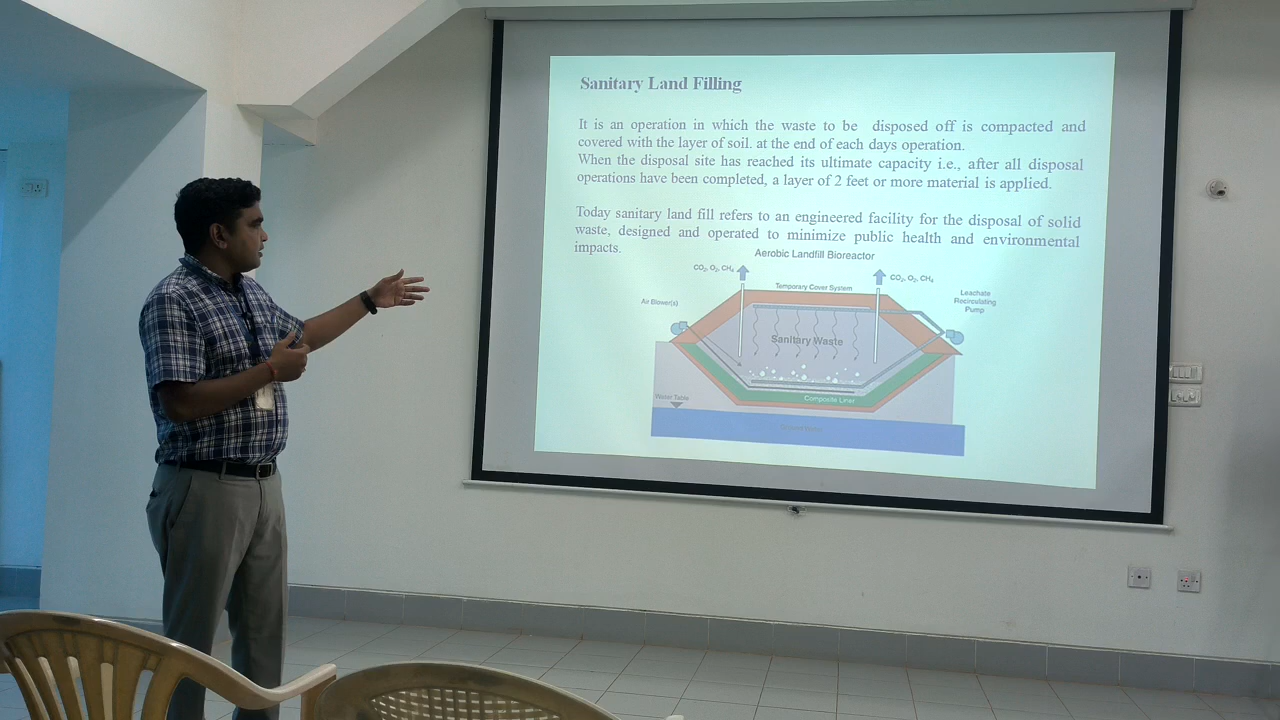 Sanitary Land Filling
It is an operation in which the waste to be disposed off is compacted and
covered with the layer of soil. at the end of each days operation.
When the disposal site has reached its ultimate capacity i.e., after all disposal
operations have been completed, a layer of 2 feet or more material is applied.
Today sanitary land fill refers to an engineered facility for the disposal of solid
waste, designed and operated to minimize public health and environmental
impacts.
Aerobic Landfill Bioreactor
CO₂, O₂, CH₄
CO₂, O₂, CH₄
Temporary Cover System
Air Blower(s)
Leachate
Recirculating
Pump
Sanitary Waste
Water Table
Composite Liner